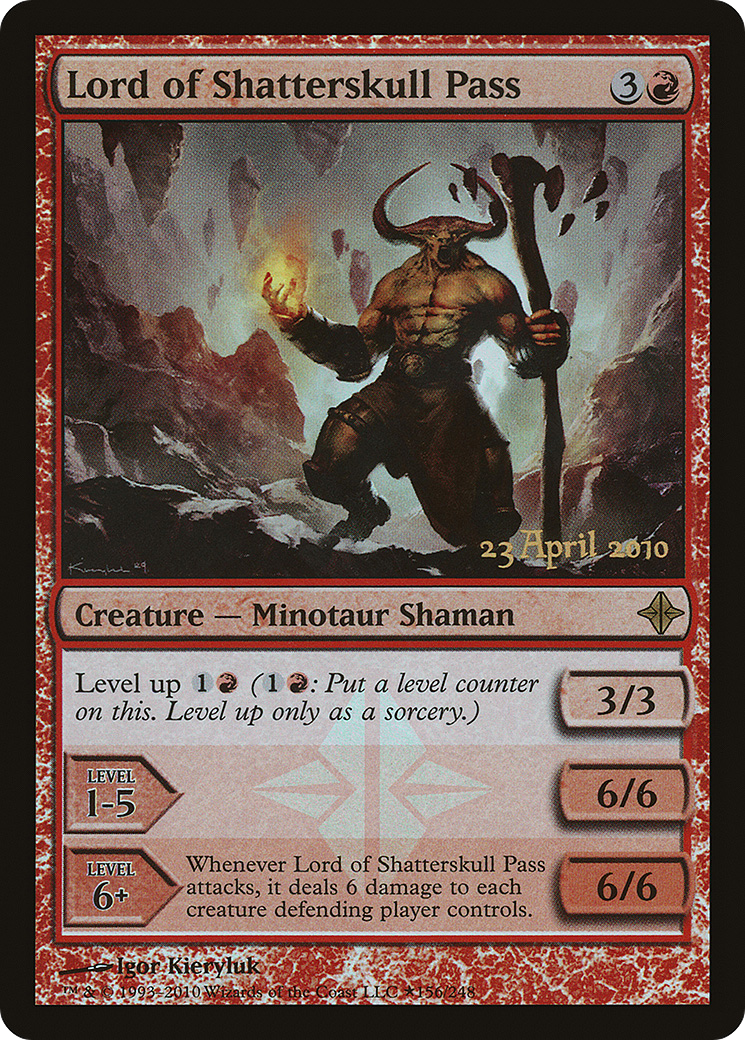 Lord of Shatterskull Pass 3
23 April 2010
Creature — Minotaur Shaman
Level up 1 (1 : Put a level counter
on this. Level up only as a sorcery.)
3/3
LEVEL
1-5
6/6
LEVEL
6+
Whenever Lord of Shatterskull Pass
attacks, it deals 6 damage to each
creature defending player controls.
6/6
Igor Kieryluk
™ & © 1993–2010 Wizards of the Coast LLC ★156/248